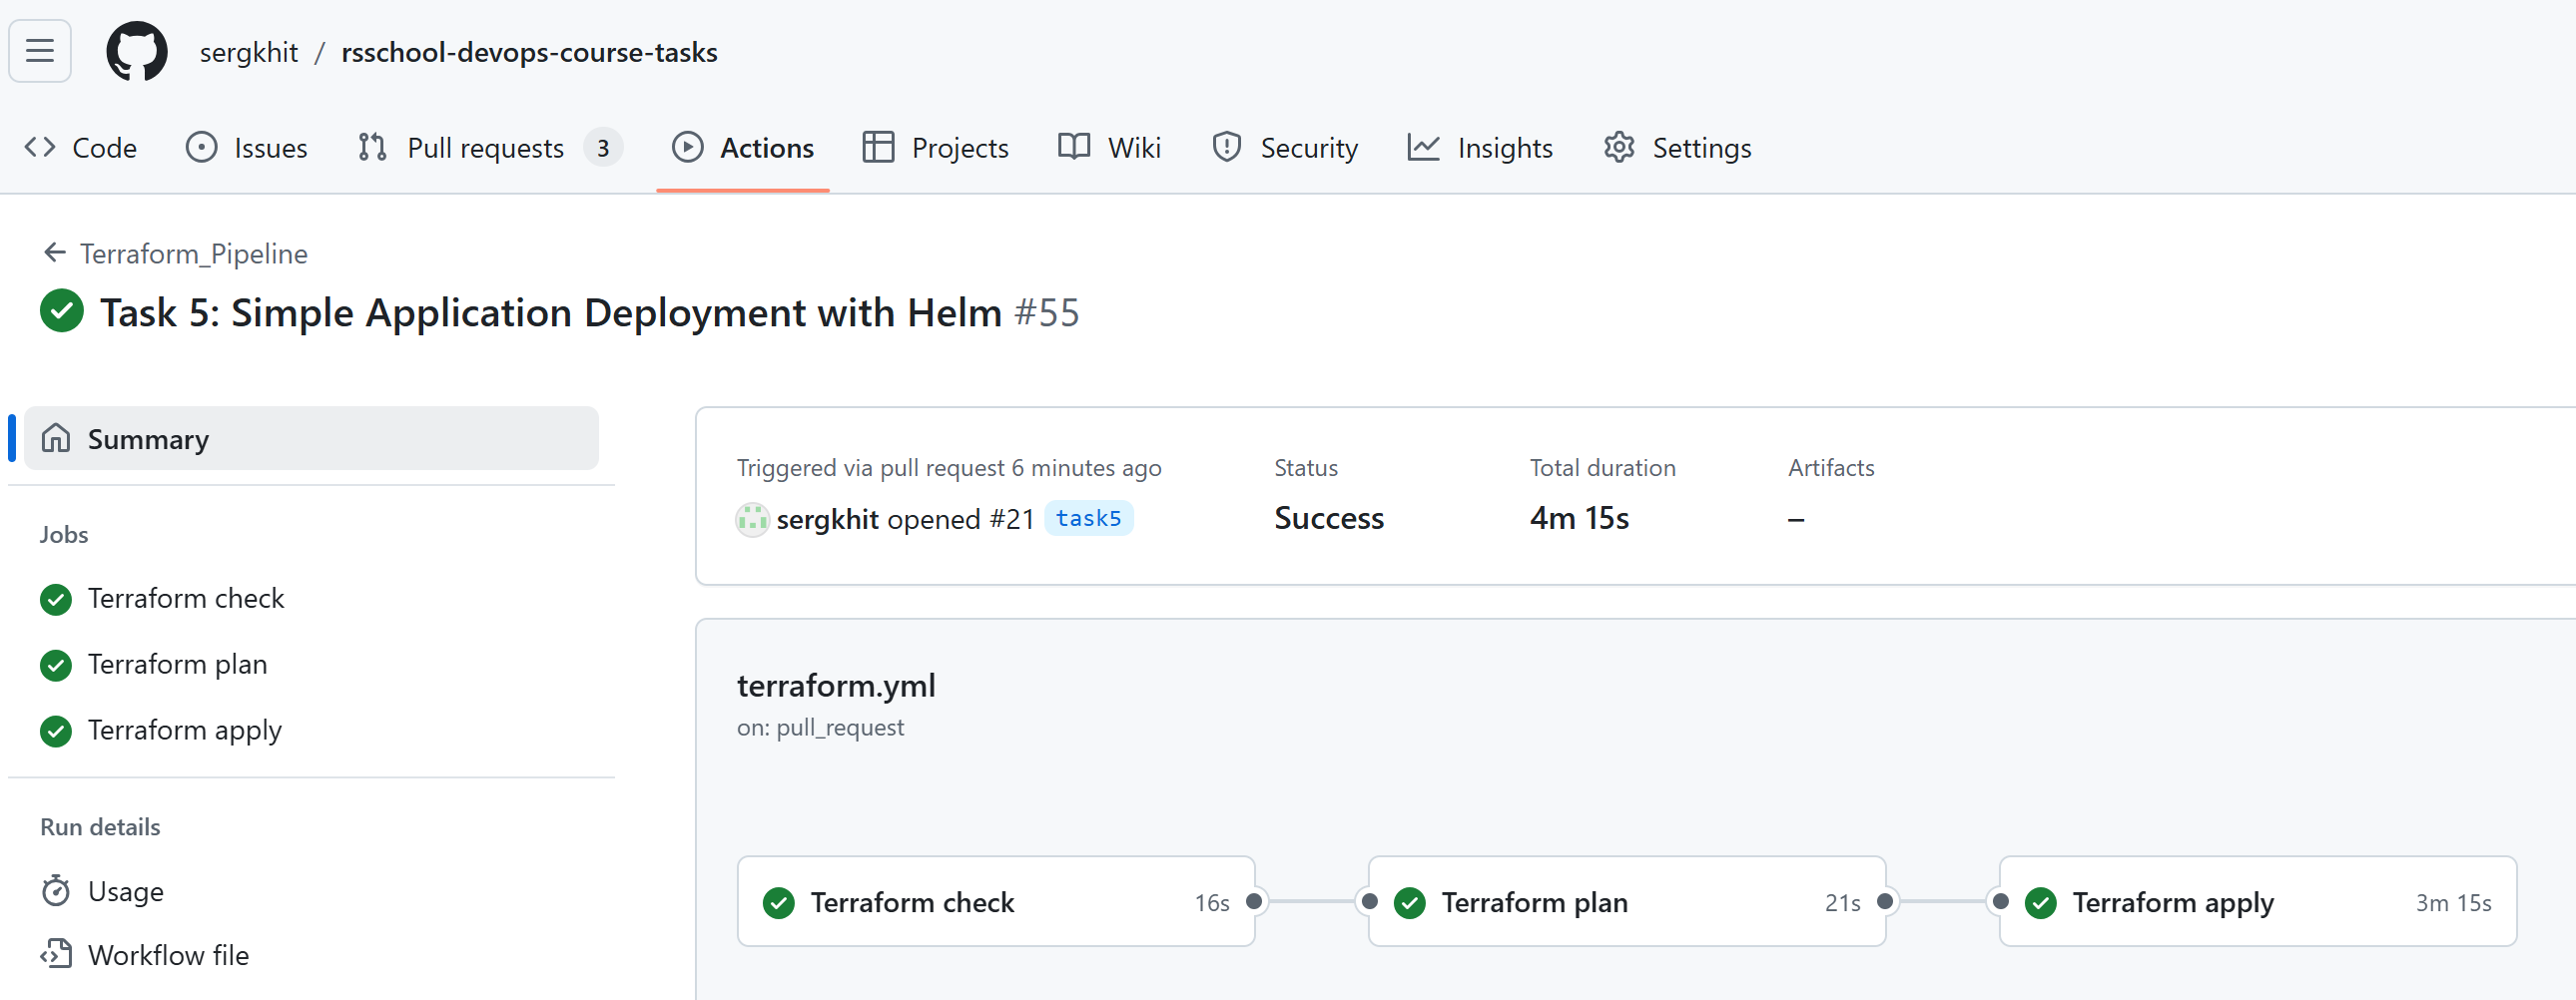 sergkhit / rsschool-devops-course-tasks
Code Issues Pull requests 3 Actions Projects Wiki Security Insights Settings
Terraform_Pipeline
Task 5: Simple Application Deployment with Helm #55
Summary
Jobs
Terraform check
Terraform plan
Terraform apply
Run details
Usage
Workflow file
Triggered via pull request 6 minutes ago
sergkhit opened #21 task5
Status
Success
Total duration
4m 15s
Artifacts
–
terraform.yml
on: pull_request
Terraform check 16s
Terraform plan 21s
Terraform apply 3m 15s